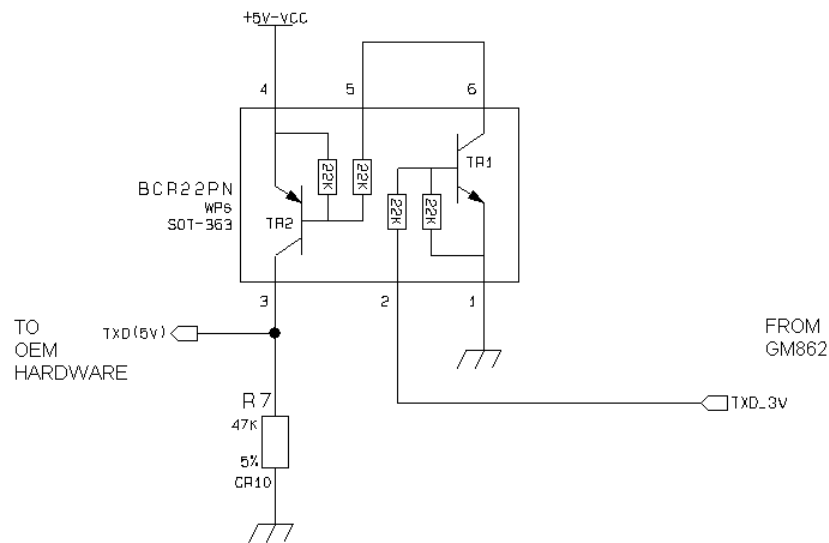 +5V-VCC
4 5 6
TR1
22K 22K
BCR22PN
WP6
SOT-363
22K 22K
TR2
3 2 1
TO
OEM
HARDWARE
TXD(5V)
FROM
GM862
R7
47K
TXD_3V
5%
CR10